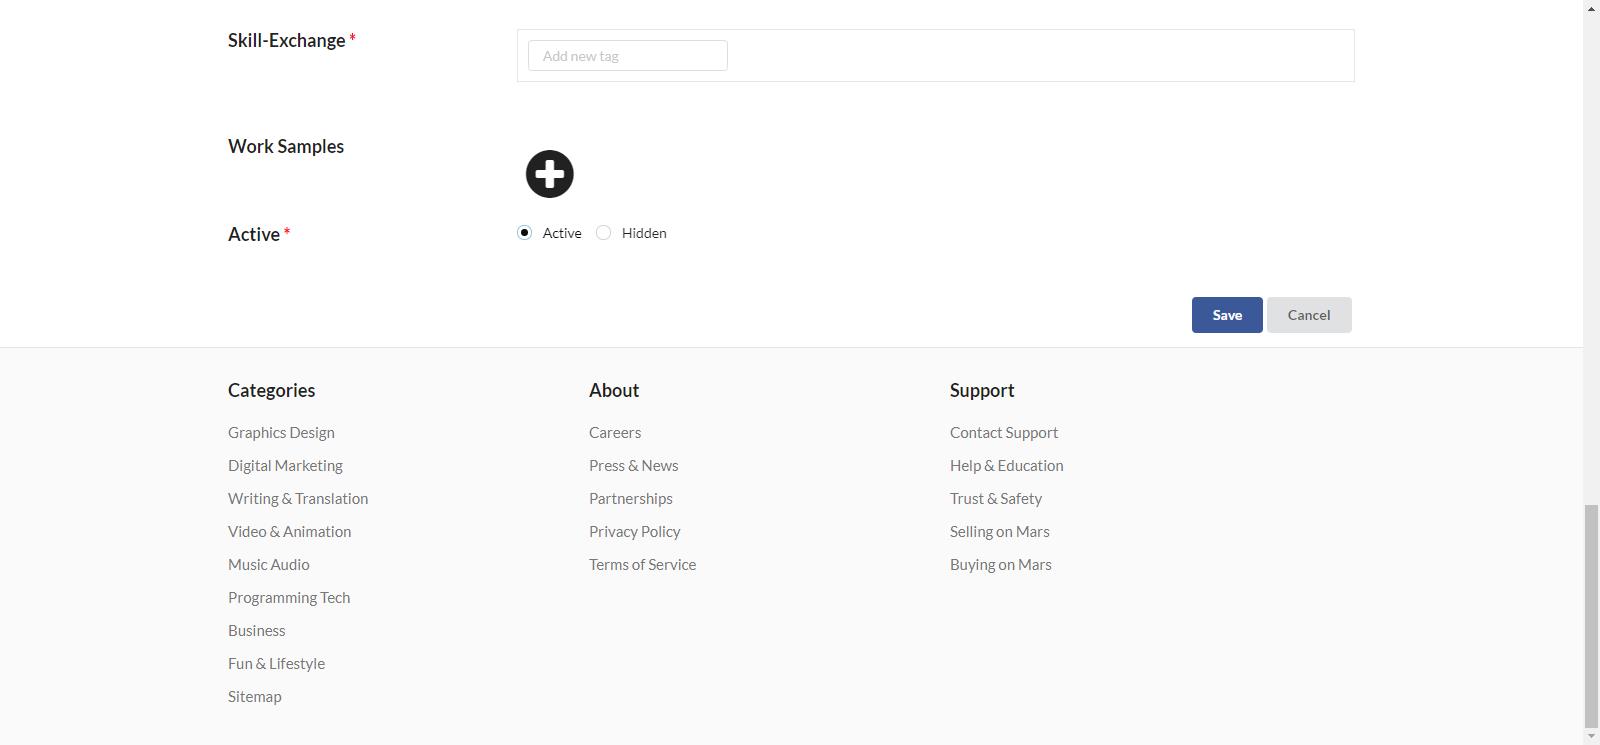 Skill-Exchange *
Add new tag
Work Samples
Active *
Active
Hidden
Save
Cancel
Categories
Graphics Design
Digital Marketing
Writing & Translation
Video & Animation
Music Audio
Programming Tech
Business
Fun & Lifestyle
Sitemap
About
Careers
Press & News
Partnerships
Privacy Policy
Terms of Service
Support
Contact Support
Help & Education
Trust & Safety
Selling on Mars
Buying on Mars